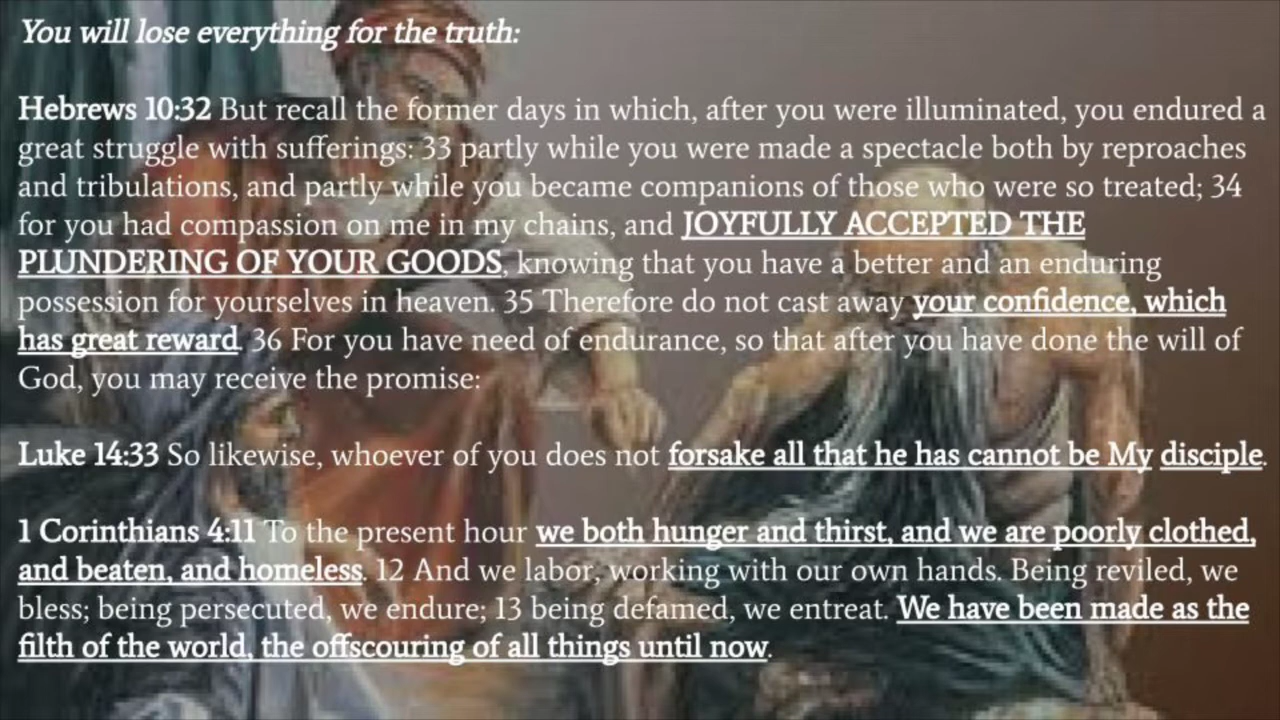 You will lose everything for the truth:
Hebrews 10:32 But recall the former days in which, after you were illuminated, you endured a
great struggle with sufferings: 33 partly while you were made a spectacle both by reproaches
and tribulations, and partly while you became companions of those who were so treated; 34
for you had compassion on me in my chains, and JOYFULLY ACCEPTED THE
PLUNDERING OF YOUR GOODS, knowing that you have a better and an enduring
possession for yourselves in heaven. 35 Therefore do not cast away your confidence, which
has great reward. 36 For you have need of endurance, so that after you have done the will of
God, you may receive the promise:
Luke 14:33 So likewise, whoever of you does not forsake all that he has cannot be My disciple.
1 Corinthians 4:11 To the present hour we both hunger and thirst, and we are poorly clothed,
and beaten, and homeless. 12 And we labor, working with our own hands. Being reviled, we
bless; being persecuted, we endure; 13 being defamed, we entreat. We have been made as the
filth of the world, the offscouring of all things until now.